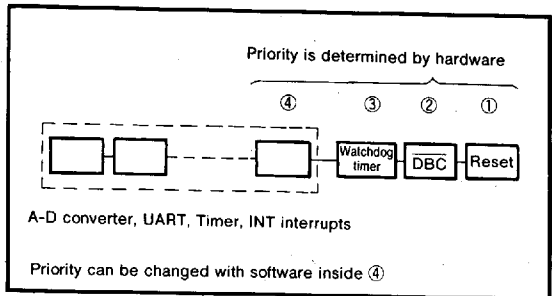 Priority is determined by hardware
④ ③ ② ①
Watchdog
timer
DBC
Reset
A-D converter, UART, Timer, INT interrupts
Priority can be changed with software inside ④